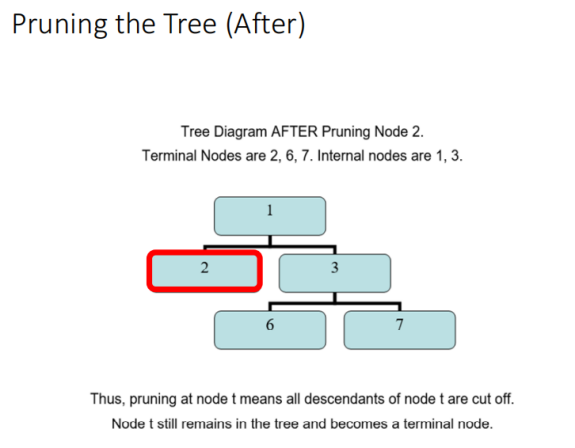 Pruning the Tree (After)
Tree Diagram AFTER Pruning Node 2.
Terminal Nodes are 2, 6, 7. Internal nodes are 1, 3.
1
2 3
6 7
Thus, pruning at node t means all descendants of node t are cut off.
Node t still remains in the tree and becomes a terminal node.